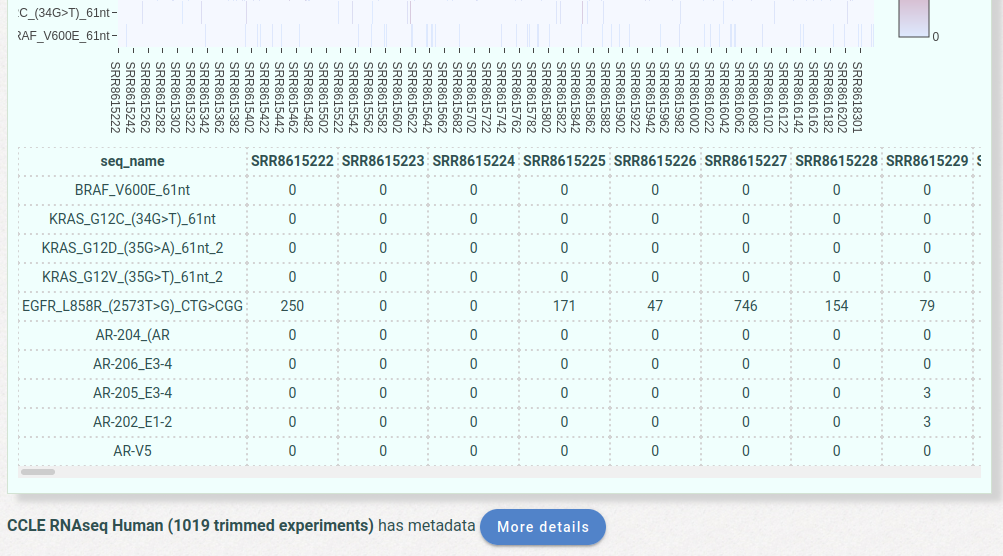 :C_(34G>T)_61nt
RAF_V600E_61nt
0
SRR8615222 SRR8615242 SRR8615262 SRR8615282 SRR8615302 SRR8615322 SRR8615342 SRR8615362 SRR8615382 SRR8615402 SRR8615422 SRR8615442 SRR8615462 SRR8615482 SRR8615502 SRR8615522 SRR8615542 SRR8615562 SRR8615582 SRR8615602 SRR8615622 SRR8615642 SRR8615662 SRR8615682 SRR8615702 SRR8615722 SRR8615742 SRR8615762 SRR8615782 SRR8615802 SRR8615822 SRR8615842 SRR8615862 SRR8615882 SRR8615902 SRR8615922 SRR8615942 SRR8615962 SRR8615982 SRR8616002 SRR8616022 SRR8616042 SRR8616062 SRR8616082 SRR8616102 SRR8616122 SRR8616142 SRR8616162 SRR8616182 SRR8616202 SRR8618301
seq_name SRR8615222 SRR8615223 SRR8615224 SRR8615225 SRR8615226 SRR8615227 SRR8615228 SRR8615229 S
BRAF_V600E_61nt 0 0 0 0 0 0 0 0
KRAS_G12C_(34G>T)_61nt 0 0 0 0 0 0 0 0
KRAS_G12D_(35G>A)_61nt_2 0 0 0 0 0 0 0 0
KRAS_G12V_(35G>T)_61nt_2 0 0 0 0 0 0 0 0
EGFR_L858R_(2573T>G)_CTG>CGG 250 0 0 171 47 746 154 79
AR-204_(AR 0 0 0 0 0 0 0 0
AR-206_E3-4 0 0 0 0 0 0 0 0
AR-205_E3-4 0 0 0 0 0 0 0 3
AR-202_E1-2 0 0 0 0 0 0 0 3
AR-V5 0 0 0 0 0 0 0 0
CCLE RNAseq Human (1019 trimmed experiments) has metadata More details